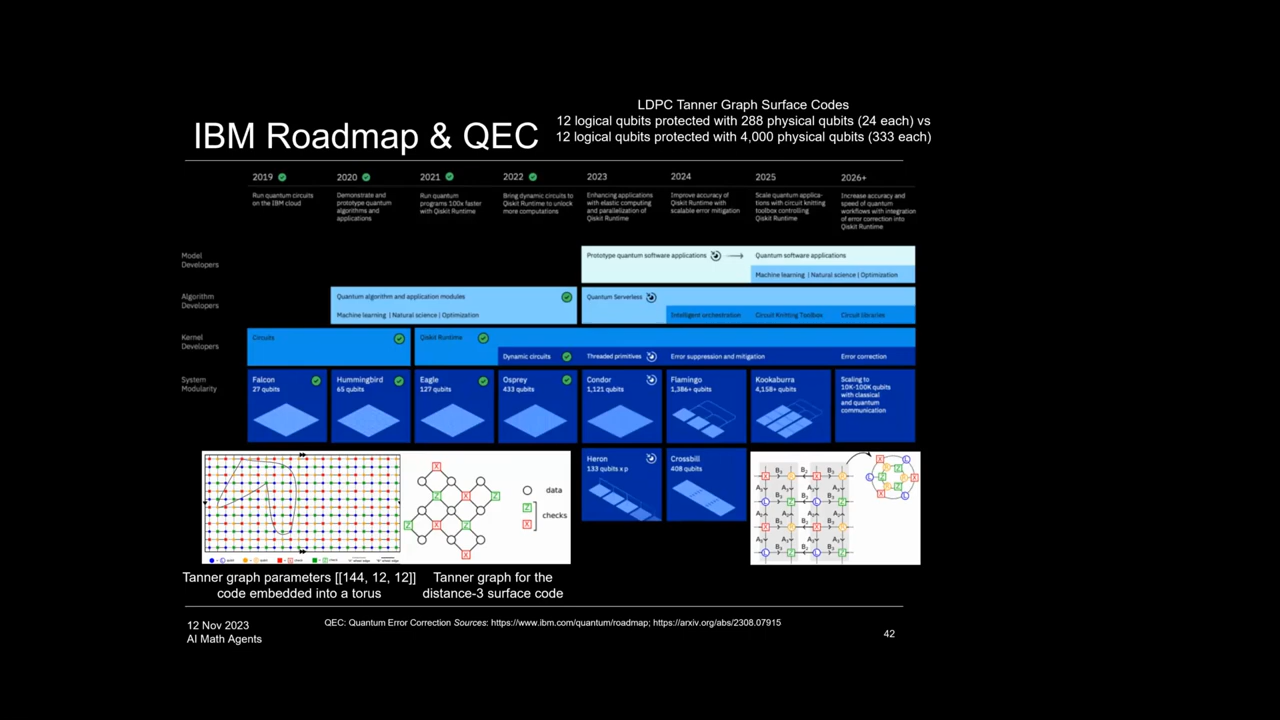 LDPC Tanner Graph Surface Codes
12 logical qubits protected with 288 physical qubits (24 each) vs
12 logical qubits protected with 4,000 physical qubits (333 each)
IBM Roadmap & QEC
2019
2020
2021
2022
2023
2024
2025
2026+
Run quantum circuits
on the IBM cloud
Demonstrate and
prototype quantum
algorithms and
applications
Run quantum
programs 100x faster
with Qiskit Runtime
Bring dynamic circuits to
Qiskit Runtime to unlock
more computations
Enhancing applications
with elastic computing
and parallelization of
Qiskit Runtime
Improve accuracy of
Qiskit Runtime with
scalable error mitigation
Scale quantum applica-
tions with circuit knitting
toolbox controlling
Qiskit Runtime
Increase accuracy and
speed of quantum
workflows with integration
of error correction into
Qiskit Runtime
Model
Developers
Prototype quantum software applications
Quantum software applications
Machine learning | Natural science | Optimization
Algorithm
Developers
Quantum algorithm and application modules
Machine learning | Natural science | Optimization
Quantum Serverless
Intelligent orchestration
Circuit Knitting Toolbox
Circuit libraries
Kernel
Developers
Circuits
Qiskit Runtime
Dynamic circuits
Threaded primitives
Error suppression and mitigation
Error correction
System
Modularity
Falcon
27 qubits
Hummingbird
65 qubits
Eagle
127 qubits
Osprey
433 qubits
Condor
1,121 qubits
Flamingo
1,386+ qubits
Kookaburra
4,158+ qubits
Scaling to
10K-100K qubits
with classical
and quantum
communication
Heron
133 qubits x p
Crossbill
408 qubits
data
checks
Tanner graph parameters [[144, 12, 12]]
code embedded into a torus
Tanner graph for the
distance-3 surface code
12 Nov 2023
AI Math Agents
QEC: Quantum Error Correction Sources: https://www.ibm.com/quantum/roadmap; https://arxiv.org/abs/2308.07915
42